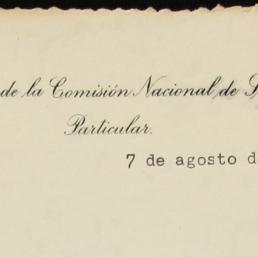 de la Comisión Nacional de
Particular.
7 de agosto d